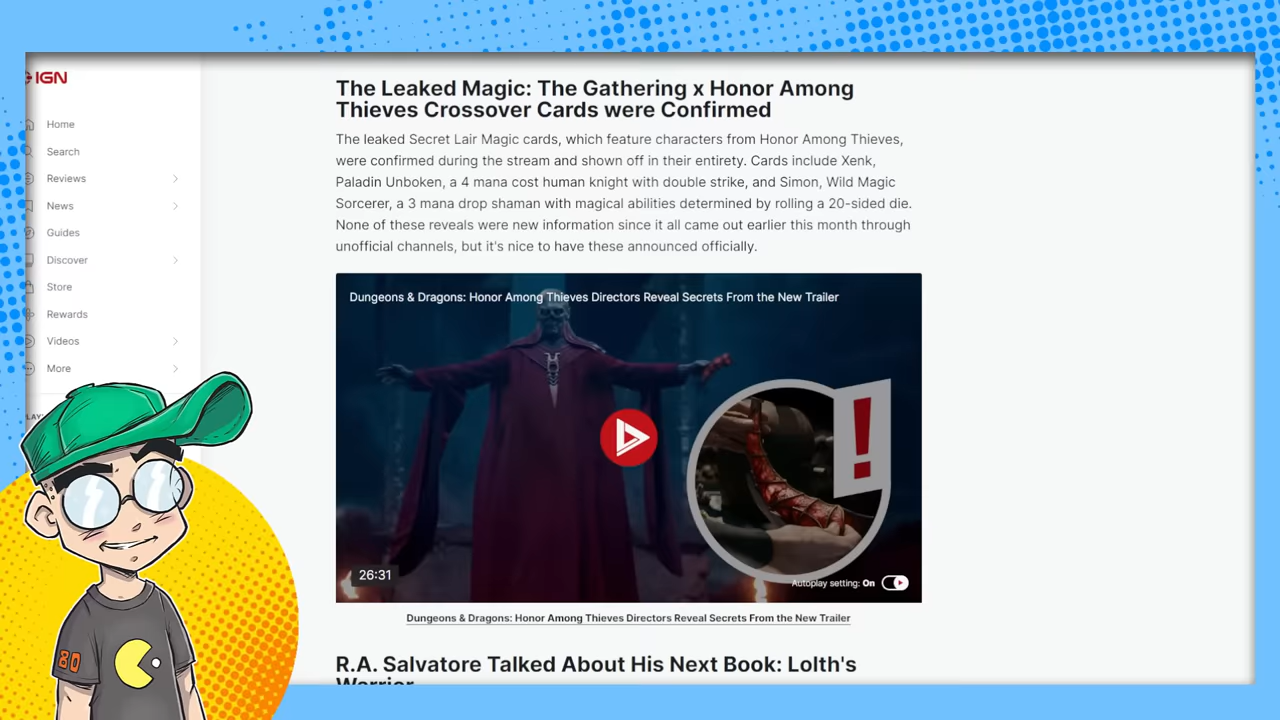 IGN
Home
Search
Reviews
News
Guides
Discover
Store
Rewards
Videos
More
The Leaked Magic: The Gathering x Honor Among
Thieves Crossover Cards were Confirmed
The leaked Secret Lair Magic cards, which feature characters from Honor Among Thieves,
were confirmed during the stream and shown off in their entirety. Cards include Xenk,
Paladin Unboken, a 4 mana cost human knight with double strike, and Simon, Wild Magic
Sorcerer, a 3 mana drop shaman with magical abilities determined by rolling a 20-sided die.
None of these reveals were new information since it all came out earlier this month through
unofficial channels, but it's nice to have these announced officially.
Dungeons & Dragons: Honor Among Thieves Directors Reveal Secrets From the New Trailer
!
26:31
Autoplay setting: On
Dungeons & Dragons: Honor Among Thieves Directors Reveal Secrets From the New Trailer
R.A. Salvatore Talked About His Next Book: Lolth's
Warrior
80